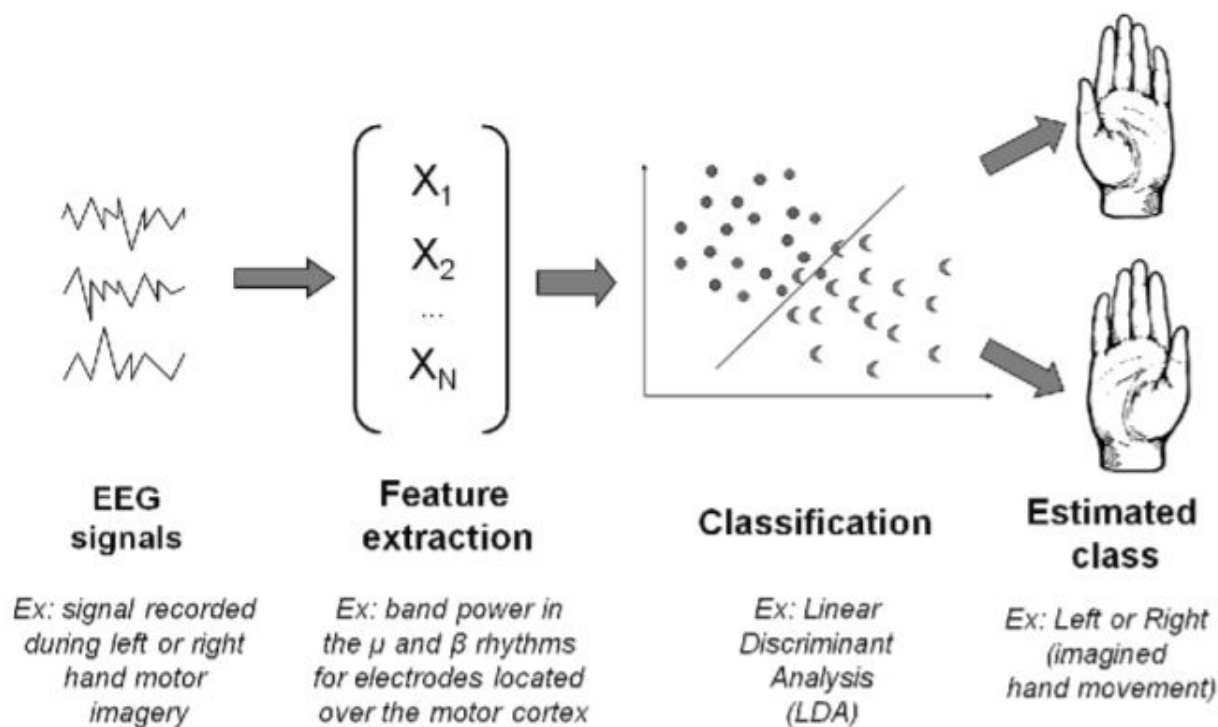 X1
X2
...
XN
EEG
signals
Feature
extraction
Classification
Estimated
class
Ex: signal recorded
during left or right
hand motor
imagery
Ex: band power in
the μ and β rhythms
for electrodes located
over the motor cortex
Ex: Linear
Discriminant
Analysis
(LDA)
Ex: Left or Right
(imagined
hand movement)